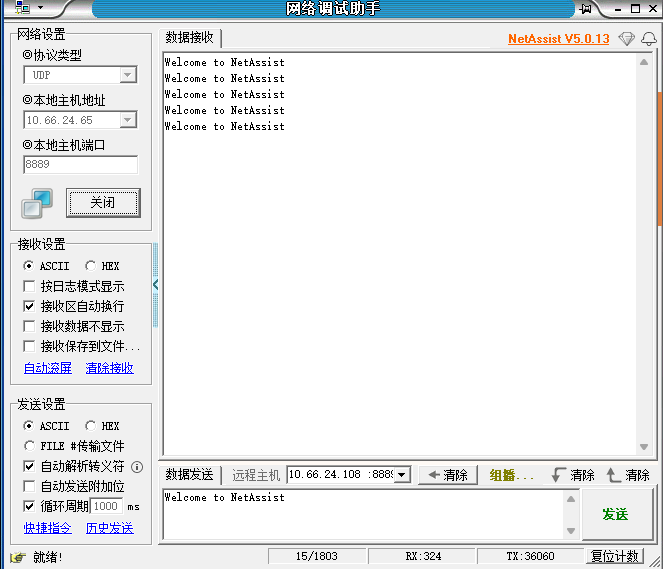 网络调试助手
网络设置
协议类型
UDP
本地主机地址
10.66.24.65
本地主机端口
8889
关闭
接收设置
ASCII HEX
按日志模式显示
接收区自动换行
接收数据不显示
接收保存到文件...
自动滚屏 清除接收
发送设置
ASCII HEX
FILE #传输文件
自动解析转义符
自动发送附加位
循环周期 1000 ms
快捷指令 历史发送
数据接收 NetAssist V5.0.13
Welcome to NetAssist
Welcome to NetAssist
Welcome to NetAssist
Welcome to NetAssist
Welcome to NetAssist
数据发送 远程主机 10.66.24.108 :8889 清除 组播... 清除 清除
Welcome to NetAssist
发送
就绪! 15/1803 RX:324 TX:36060 复位计数